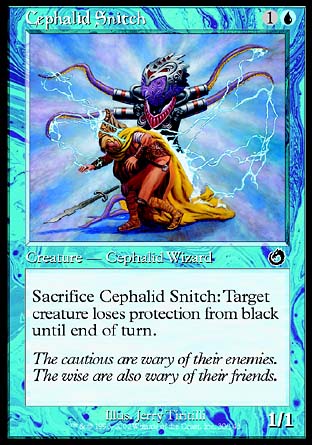 Cephalid Snitch 1
Creature — Cephalid Wizard
Sacrifice Cephalid Snitch: Target
creature loses protection from black
until end of turn.
The cautious are wary of their enemies.
The wise are also wary of their friends.
Illus. Jerry Tiritilli
1/1